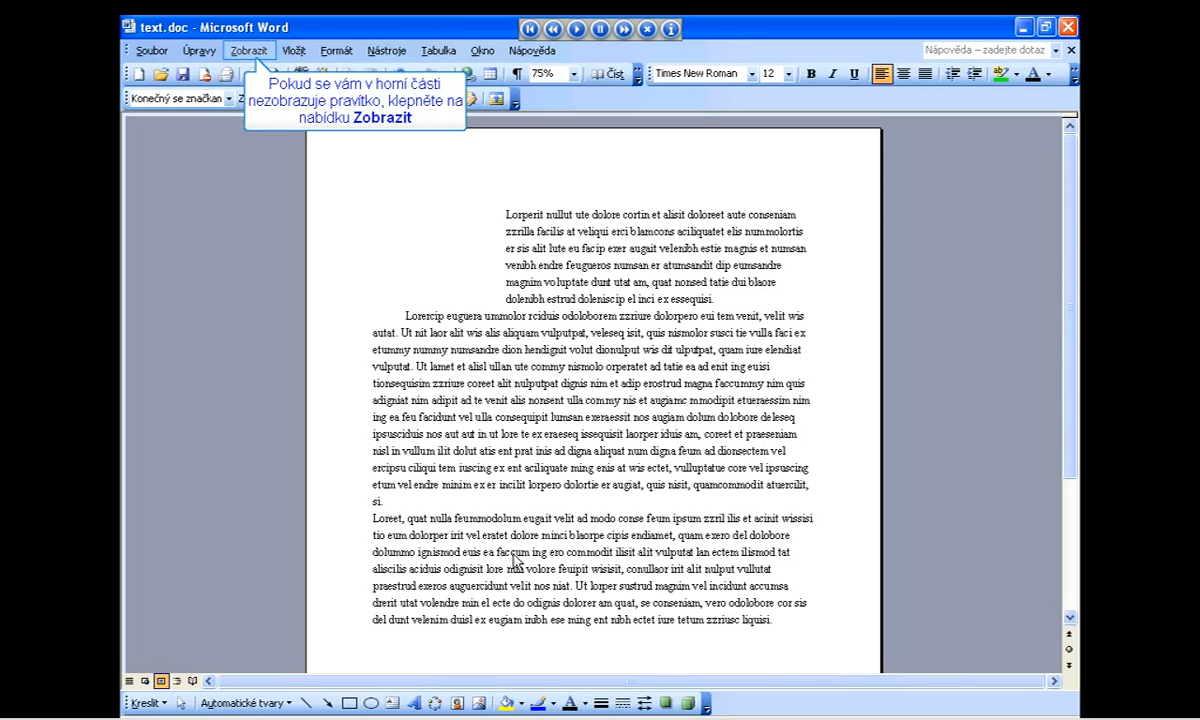 text.doc - Microsoft Word
Soubor Úpravy Zobrazit Vložit Formát Nástroje Tabulka Okno Nápověda
Nápověda – zadejte dotaz
75% Číst Times New Roman 12 B I U
Konečný se značkan
Pokud se vám v horní části
nezobrazuje pravítko, klepněte na
nabídku Zobrazit
Lorperit nullut ute dolore cortin et alisit doloreet aute conseniam
zzrilla facilis at veliqui erci blamcons aciliquatet elis nummolortis
er sis alit lute eu facip exer augait velenibh estie magnis et numsan
venibh endre feugueros numsan er atumsandit dip eumsandre
magnim voluptate dunt utat am, quat nonsed tatie dui blaore
dolenibh estrud doleniscip el inci ex essequisi.
Lorercip euguera ummolor rciduis odoloborem zzriure dolorpero eui tem venit, velit wis
autat. Ut nit laor alit wis alis aliquam vulputpat, veleseq isit, quis nismolor susci tie vulla faci ex
etummy nummy numsandre dion hendignit volut dionulput wis dit ulputpat, quam iure elendiat
vulputat. Ut lamet et alisl ullan ute commy nismolo orperatet ad tatie ea ad enit ing euisi
tionsequisim zzriure coreet alit nulputpat dignis nim et adip erostrud magna faccummy nim quis
adigniat nim adipit ad te venit alis nonsent ulla commy nis et augiamc mmodipit etueraessim nim
ing ea feu facidunt vel ulla consequipit lumsan exeraessit nos augiam dolum dolobore deleseq
ipsusciduis nos aut aut in ut lore te ex eraeseq issequisit laorper iduis am, coreet et praeseniam
nisl in vullum ilit dolut atis ent prat inis ad digna aliquat num digna feum ad dionsectem vel
ercipsu ciliqui tem iuscing ex ent aciliquate ming enis at wis ectet, vulluptatue core vel ipsuscing
etum vel endre minim ex er incilit lorpero dolortie er augiat, quis nisit, quamcommodit atuercilit,
si.
Loreet, quat nulla feummodolum eugait velit ad modo conse feum ipsum zzril ilis et acinit wissisi
tio eum dolorper irit vel eratet dolore minci blaorpe cipis endiamet, quam exero del dolobore
dolummo ignismod euis ea faccum ing ero commodit ilisit alit vulputat lan ectem ilismod tat
aliscilis aciduis odignisit lore min volore feuipit wisisit, conullaor irit alit nulput vullutat
praestrud exeros auguercidunt velit nos niat. Ut lorper sustrud magnim vel incidunt accumsa
drerit utat volendre min el ecte do odignis dolorer am quat, se conseniam, vero odolobore cor sis
del dunt velenim duisl ex eugiam inibh ese ming ent nibh ectet iure tetum zzriusc liquisi.
Kreslit Automatické tvary